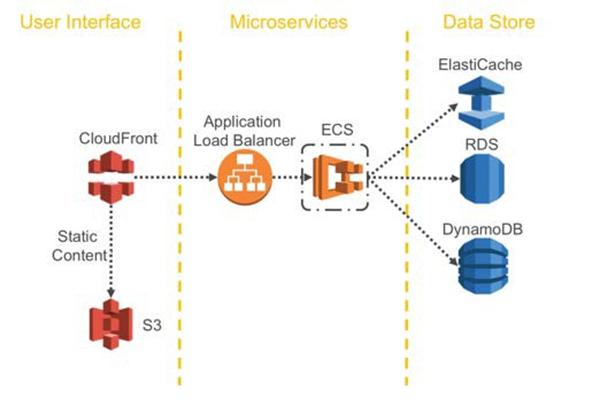 User Interface
Microservices
Data Store
CloudFront
Static
Content
S3
Application
Load Balancer
ECS
ElastiCache
RDS
DynamoDB